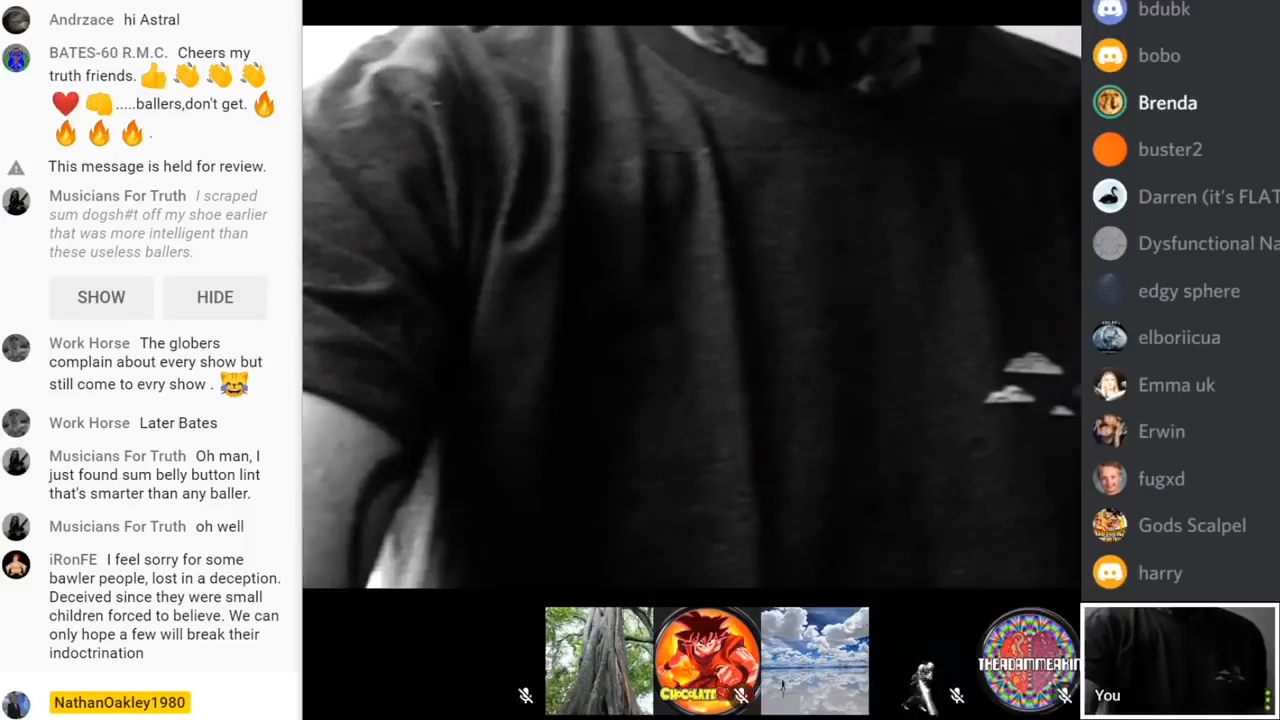 Andrzace hi Astral
BATES-60 R.M.C. Cheers my
truth friends.
.....ballers,don't get.
.
This message is held for review.
Musicians For Truth I scraped
sum dogsh#t off my shoe earlier
that was more intelligent than
these useless ballers.
SHOW HIDE
Work Horse The globers
complain about every show but
still come to evry show .
Work Horse Later Bates
Musicians For Truth Oh man, I
just found sum belly button lint
that's smarter than any baller.
Musicians For Truth oh well
iRonFE I feel sorry for some
bawler people, lost in a deception.
Deceived since they were small
children forced to believe. We can
only hope a few will break their
indoctrination
NathanOakley1980
CHOCOLATE
THEADAMMEAKIN
bdubk
bobo
Brenda
buster2
Darren (it's FLAT
Dysfunctional Na
edgy sphere
elboriicua
Emma uk
Erwin
fugxd
Gods Scalpel
harry
You